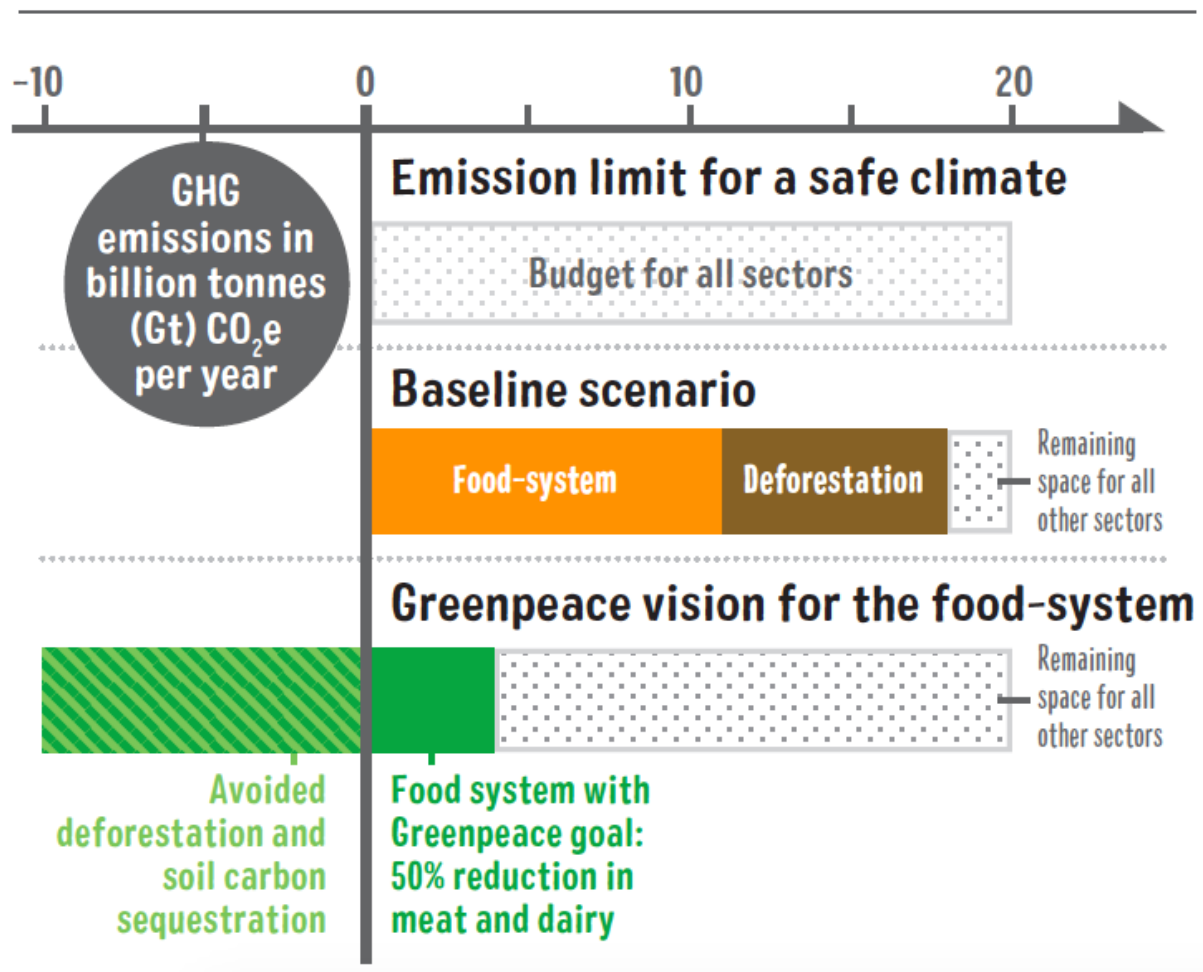 -10 0 10 20
GHG
emissions in
billion tonnes
(Gt) CO₂e
per year
Emission limit for a safe climate
Budget for all sectors
Baseline scenario
Food-system
Deforestation
Remaining
space for all
other sectors
Greenpeace vision for the food-system
Remaining
space for all
other sectors
Avoided
deforestation and
soil carbon
sequestration
Food system with
Greenpeace goal:
50% reduction in
meat and dairy